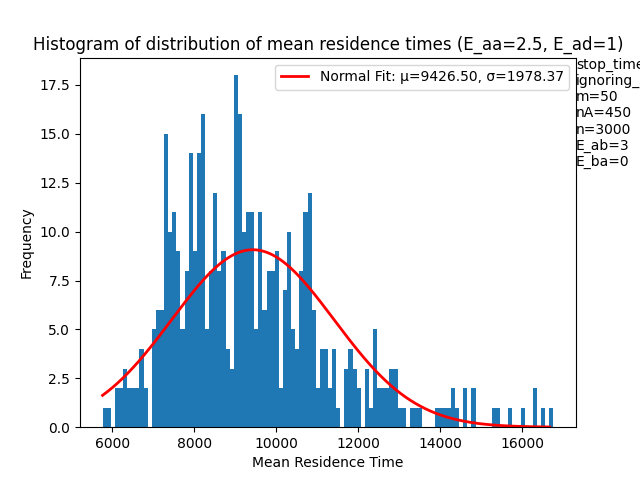 Histogram of distribution of mean residence times (E_aa=2.5, E_ad=1)
Normal Fit: μ=9426.50, σ=1978.37
stop_time
ignoring_
m=50
nA=450
n=3000
E_ab=3
E_ba=0
17.5
15.0
12.5
10.0
7.5
5.0
2.5
0.0
Frequency
6000 8000 10000 12000 14000 16000
Mean Residence Time